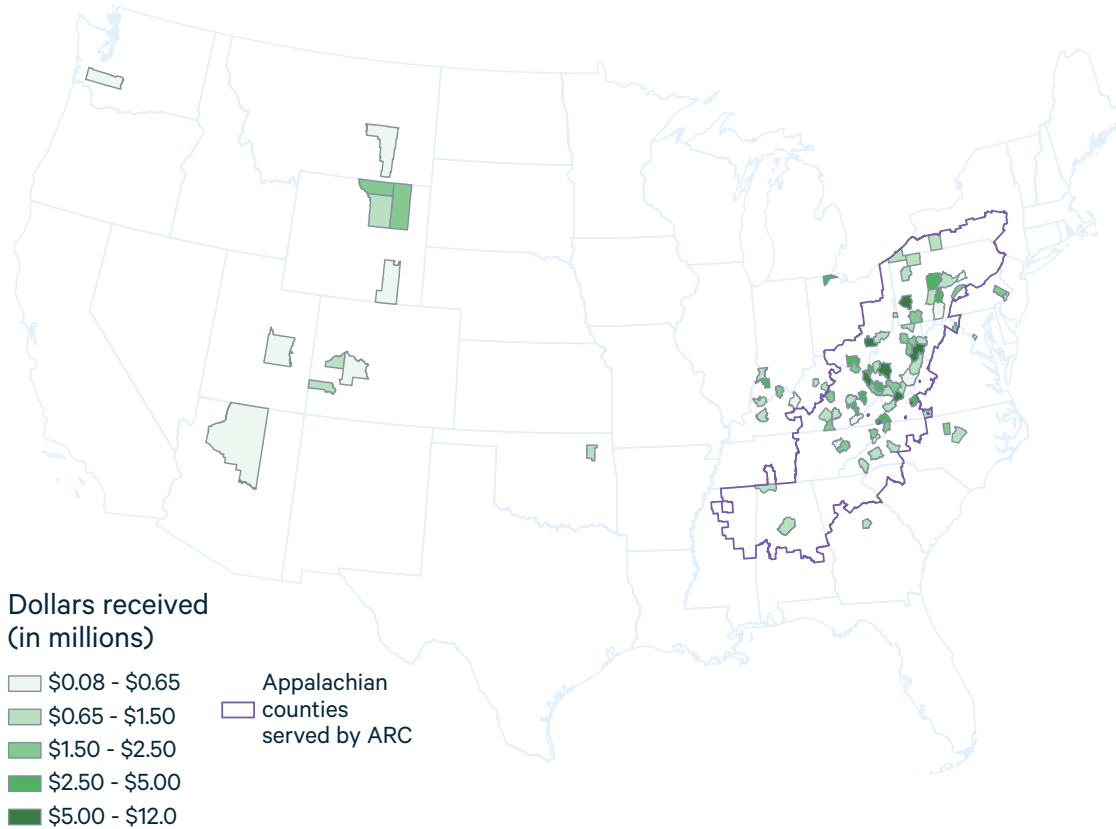 Dollars received
(in millions)
$0.08 - $0.65
$0.65 - $1.50
$1.50 - $2.50
$2.50 - $5.00
$5.00 - $12.0
Appalachian
counties
served by ARC